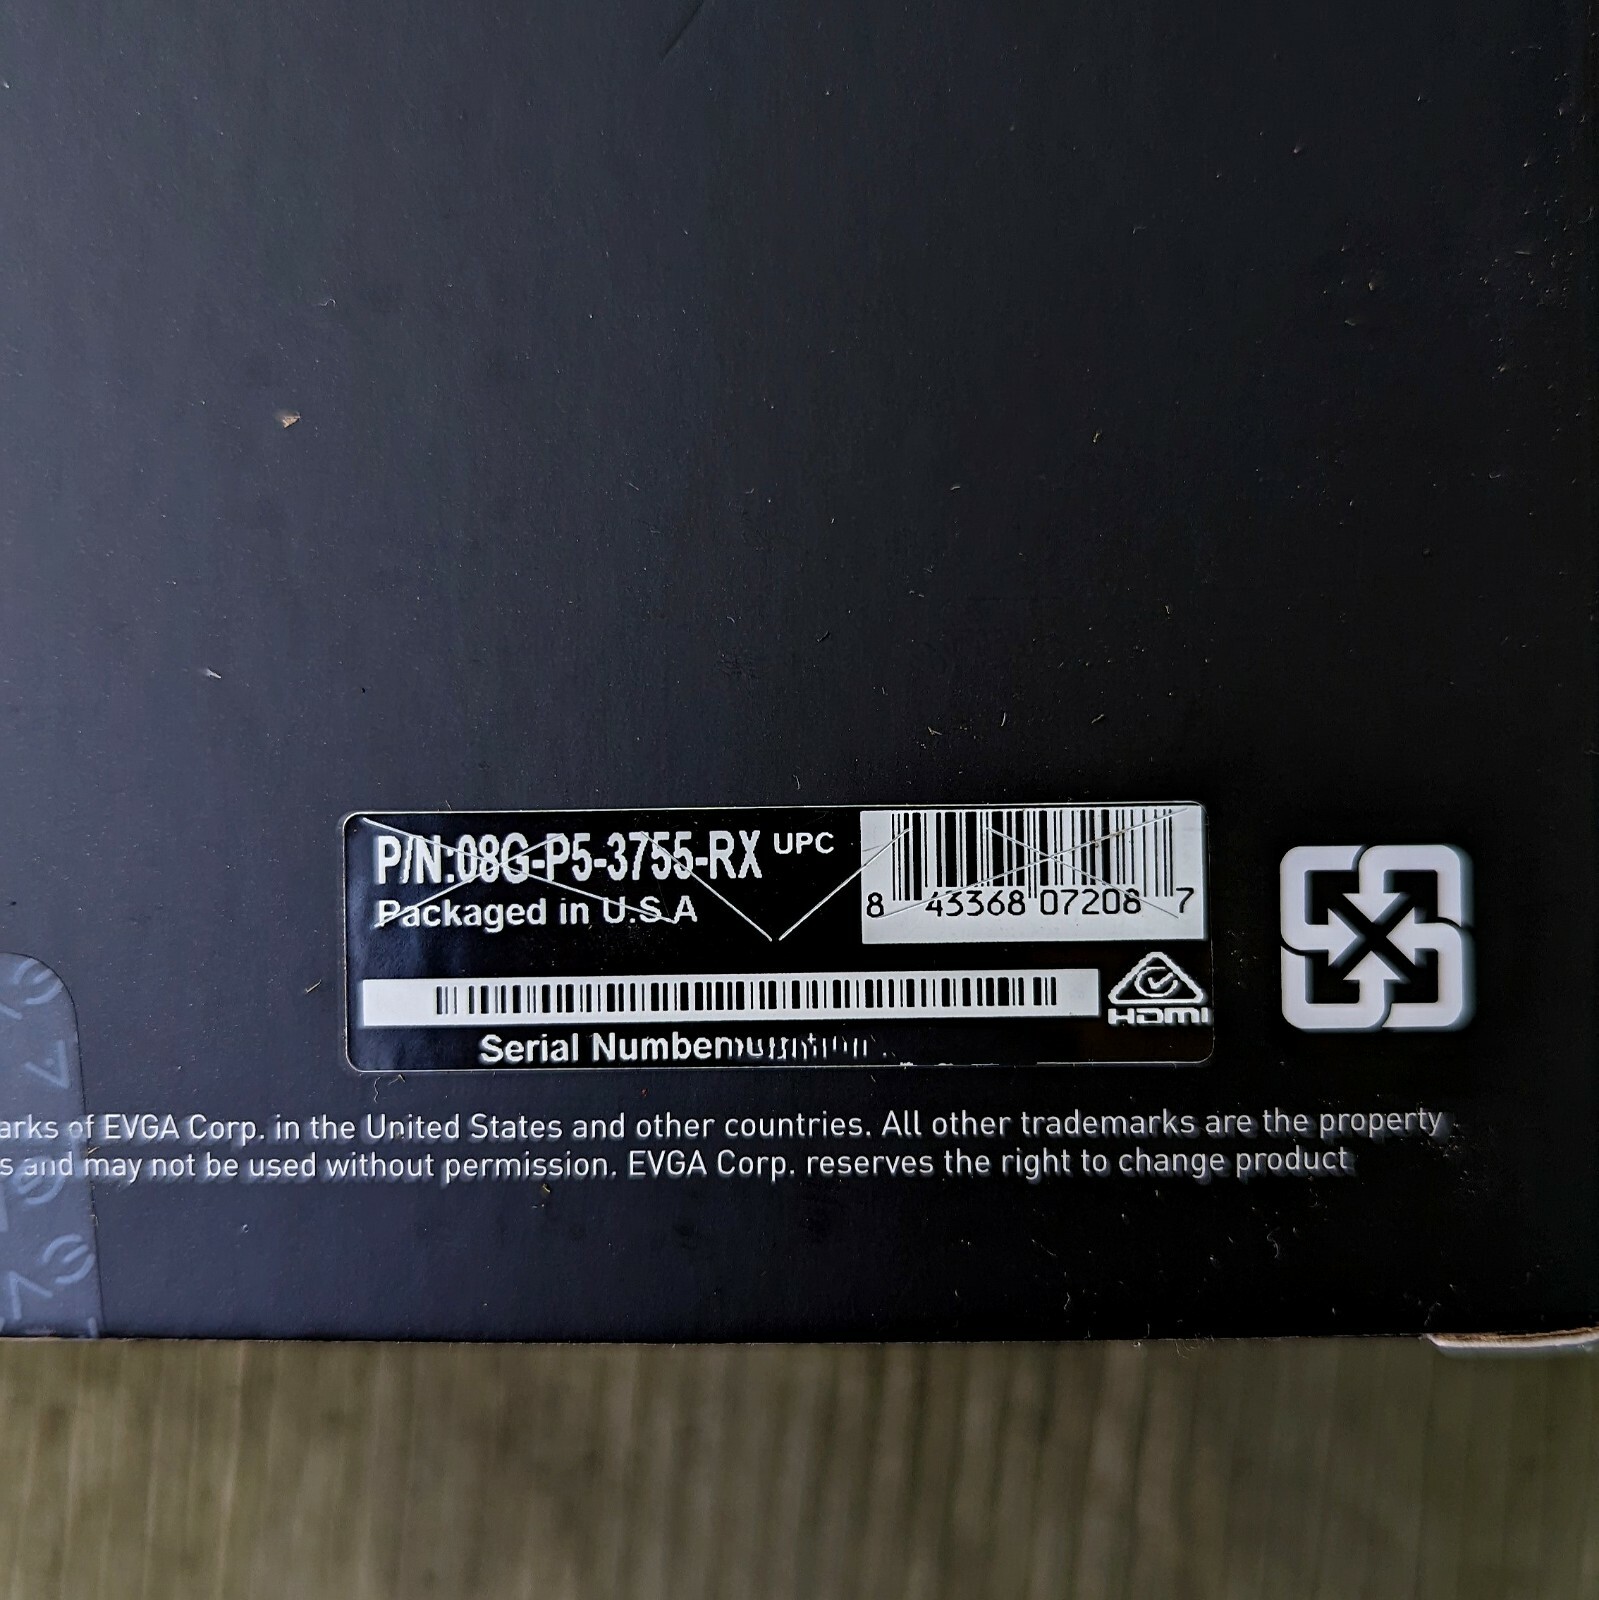 P/N:08G-P5-3755-RX
UPC
Packaged in U.S.A
8 43368 07208 7
HDMI
Serial Number
arks of EVGA Corp. in the United States and other countries. All other trademarks are the property
s and may not be used without permission. EVGA Corp. reserves the right to change product